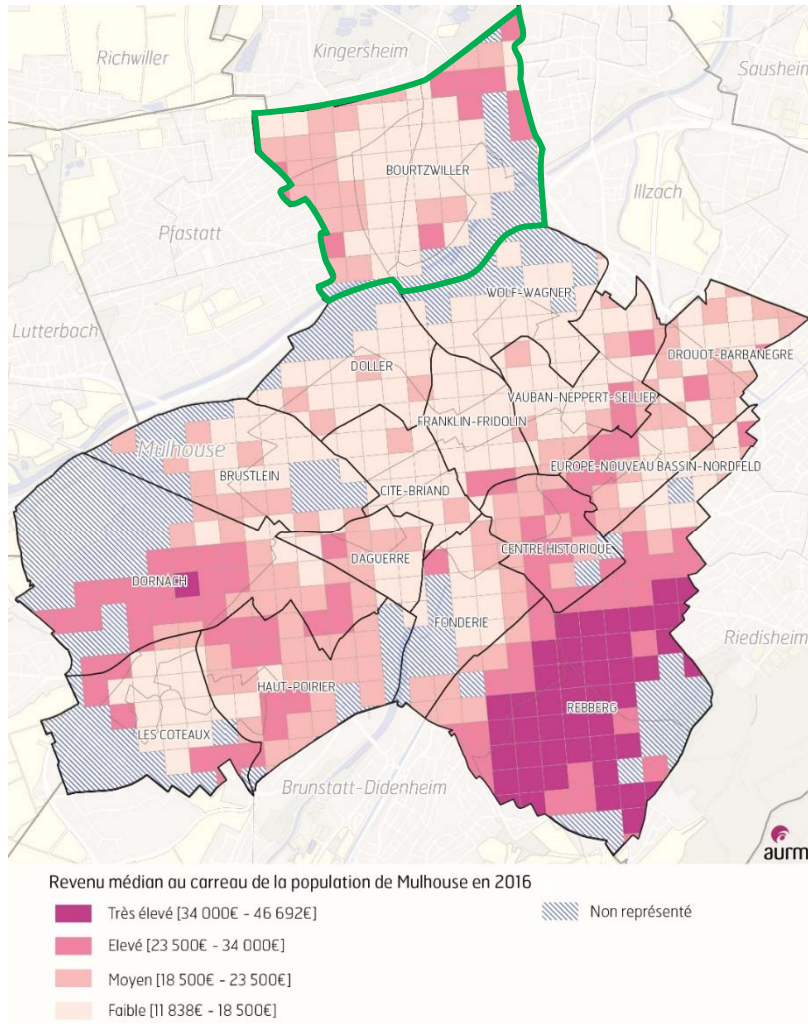 Richwiller
Kingersheim
Sausheim
BOURTZWILLER
Illzach
Pfastatt
WOLF-WAGNER
Lutterbach
DROUOT-BARBANEGRE
DOLLER
VAUBAN-NEPPERT-SELLIER
FRANKLIN-FRIDOLIN
Mulhouse
EUROPE-NOUVEAU BASSIN-NORDFELD
BRUSTLEIN
CITE-BRIAND
CENTRE HISTORIQUE
DAGUERRE
DORNACH
FONDERIE
Riedisheim
HAUT-POIRIER
REBBERG
LES COTEAUX
Brunstatt-Didenheim
aurm
Revenu médian au carreau de la population de Mulhouse en 2016
Très élevé [34 000€ - 46 692€]
Non représenté
Elevé [23 500€ - 34 000€]
Moyen [18 500€ - 23 500€]
Faible [11 838€ - 18 500€]